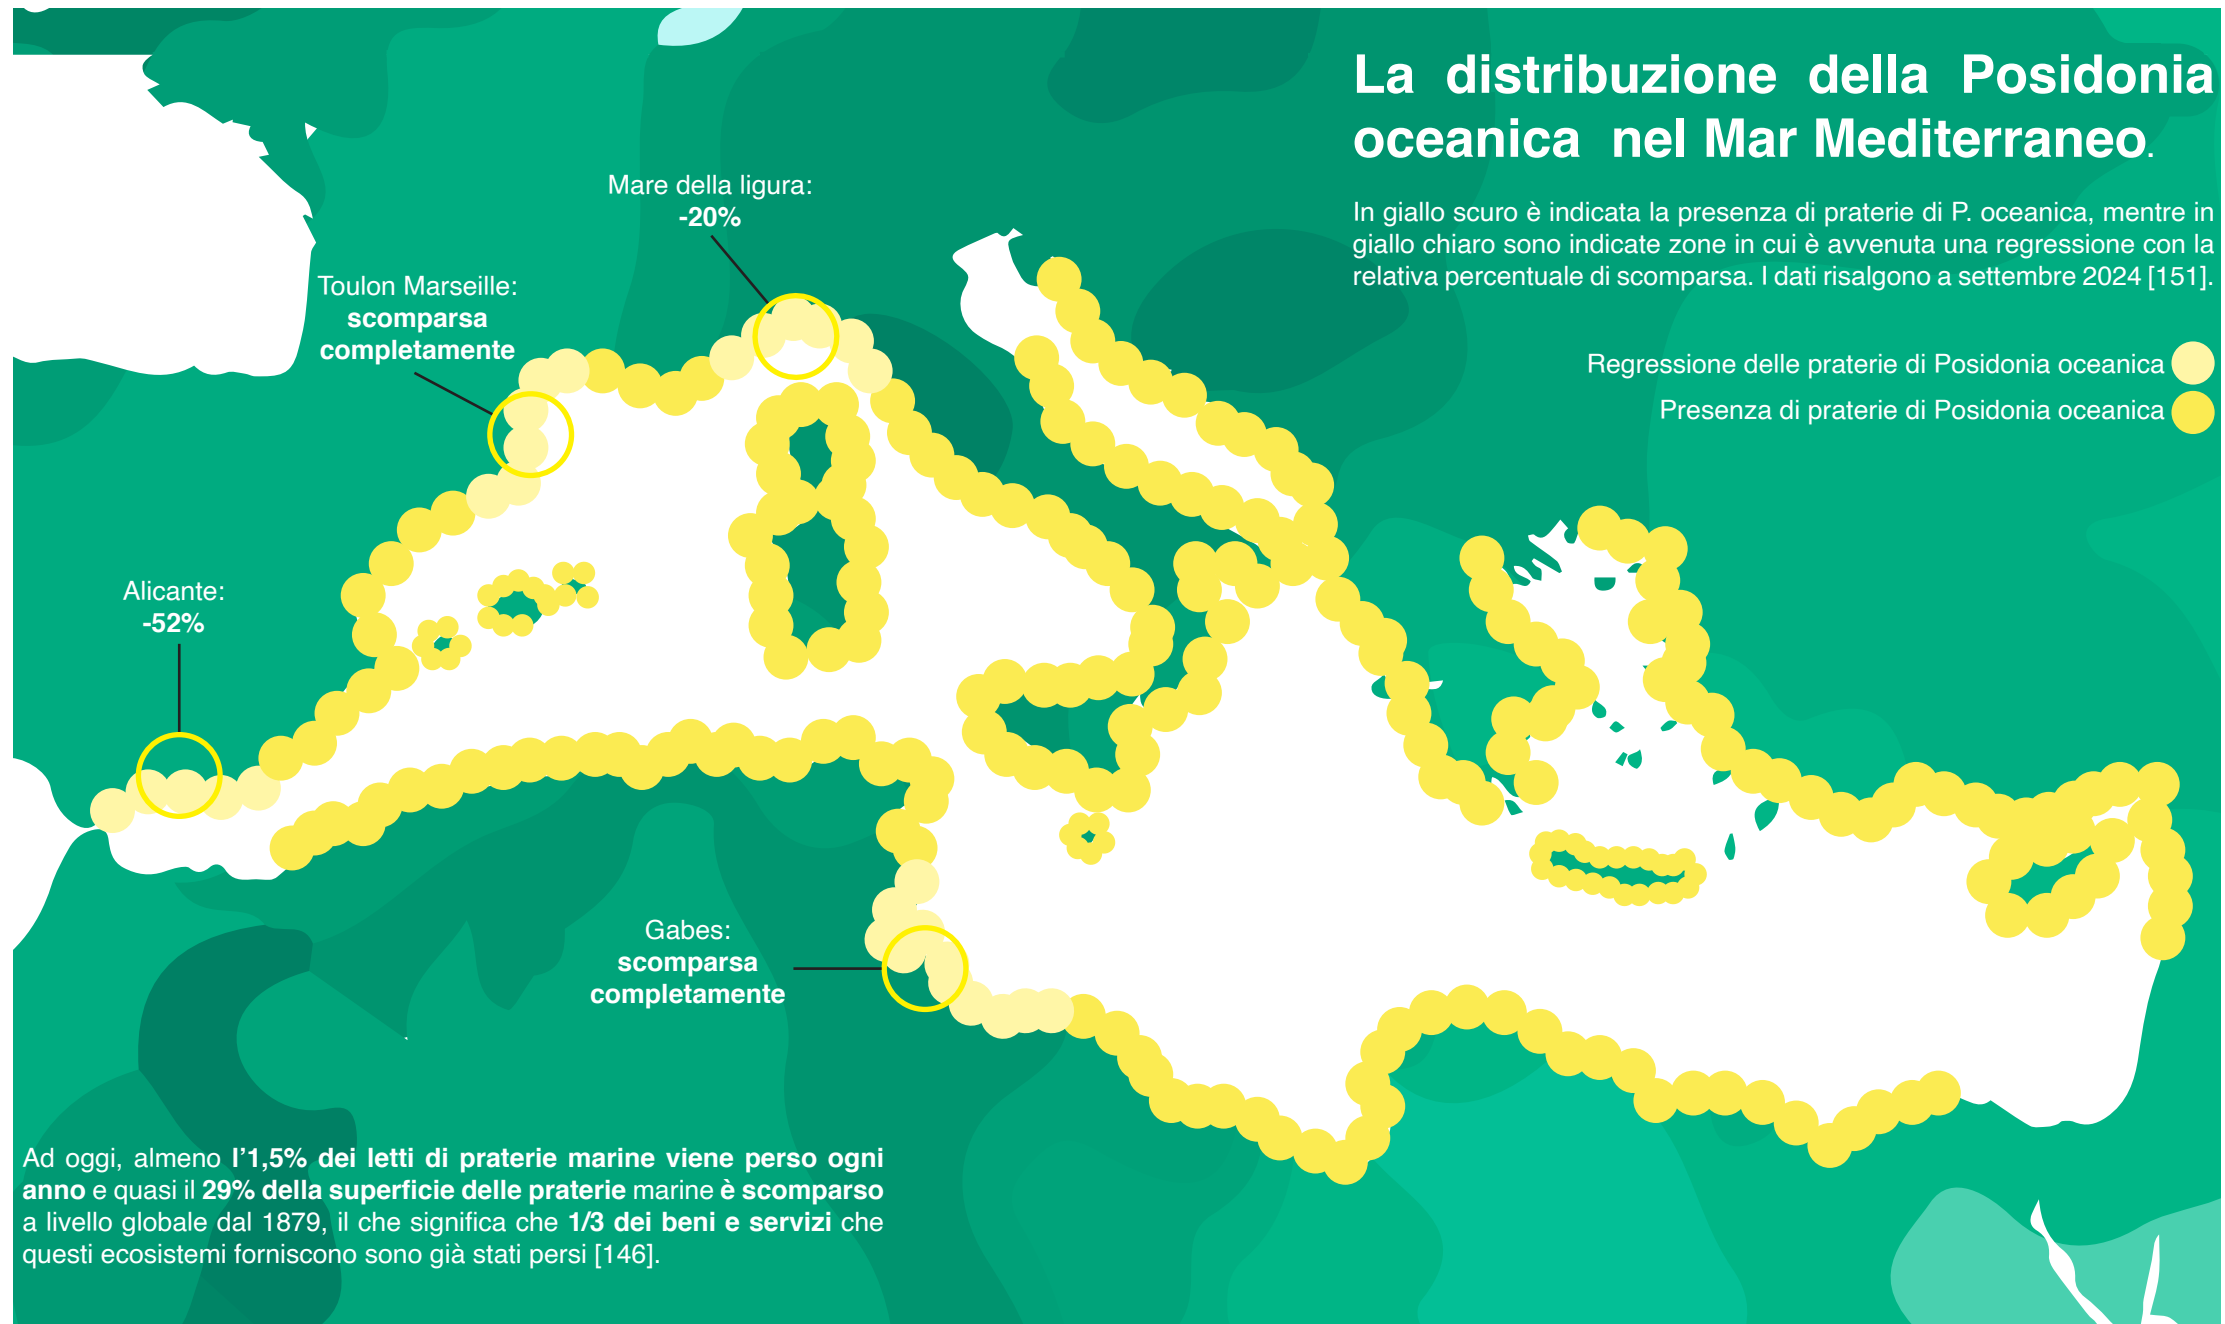 La distribuzione della Posidonia
oceanica nel Mar Mediterraneo.
In giallo scuro è indicata la presenza di praterie di P. oceanica, mentre in
giallo chiaro sono indicate zone in cui è avvenuta una regressione con la
relativa percentuale di scomparsa. I dati risalgono a settembre 2024 [151].
Regressione delle praterie di Posidonia oceanica
Presenza di praterie di Posidonia oceanica
Mare della ligura:
-20%
Toulon Marseille:
scomparsa
completamente
Alicante:
-52%
Gabes:
scomparsa
completamente
Ad oggi, almeno l'1,5% dei letti di praterie marine viene perso ogni
anno e quasi il 29% della superficie delle praterie marine è scomparso
a livello globale dal 1879, il che significa che 1/3 dei beni e servizi che
questi ecosistemi forniscono sono già stati persi [146].